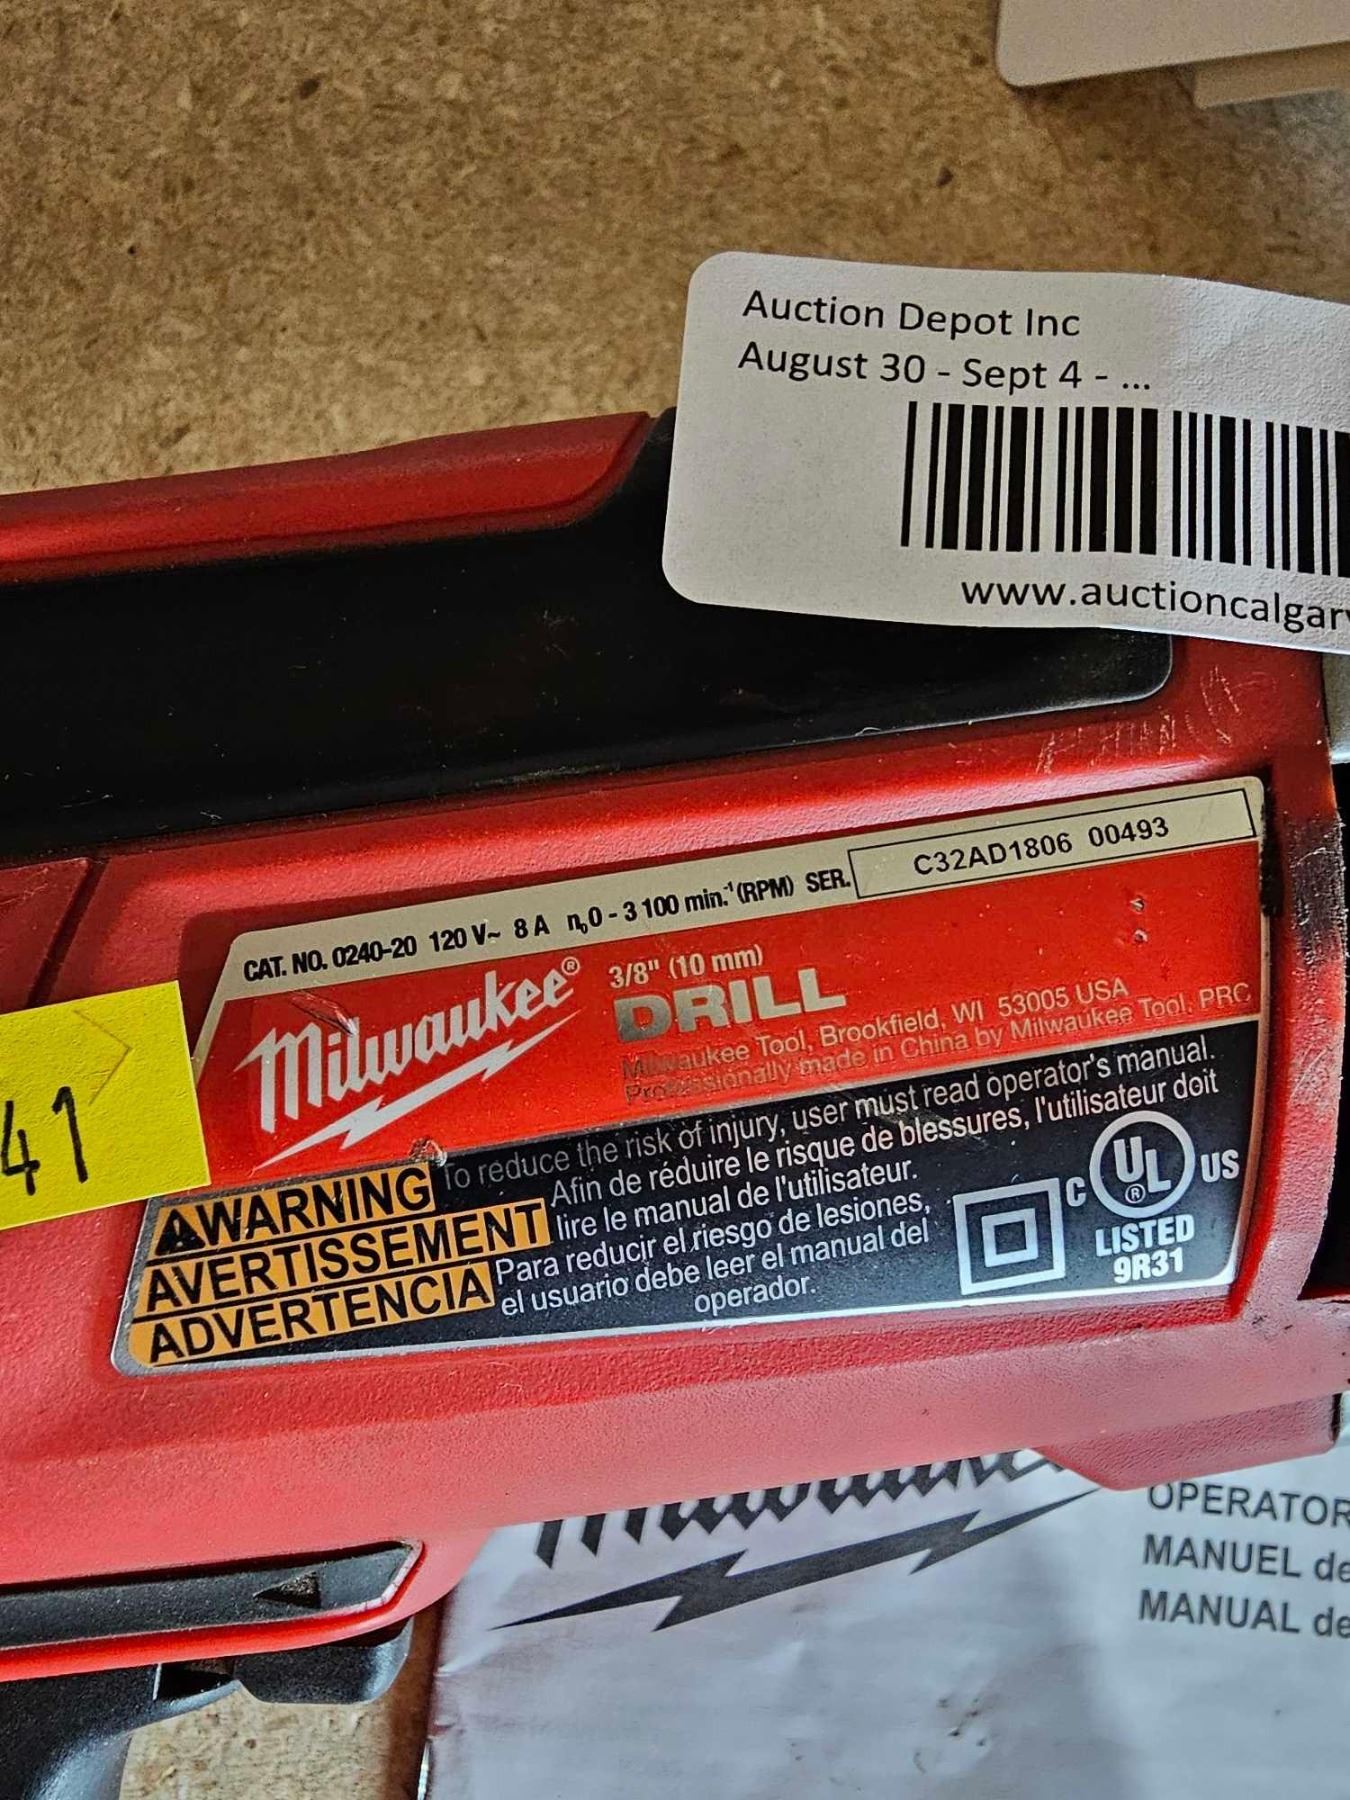 Auction Depot Inc
August 30 - Sept 4 - ...
www.auctioncalgar
CAT. NO. 0240-20 120 V~ 8 A n₀0 - 3 100 min.⁻¹ (RPM) SER. C32AD1806 00493
Milwaukee®
3/8" (10 mm)
DRILL
Milwaukee Tool, Brookfield, WI 53005 USA
Professionally made in China by Milwaukee Tool, PRC
41
WARNING To reduce the risk of injury, user must read operator's manual.
AVERTISSEMENT Afin de réduire le risque de blessures, l'utilisateur doit
lire le manual de l'utilisateur.
ADVERTENCIA Para reducir el riesgo de lesiones,
el usuario debe leer el manual del
operador.
C UL® US
LISTED
9R31
Milwaukee
OPERATOR
MANUEL de
MANUAL de